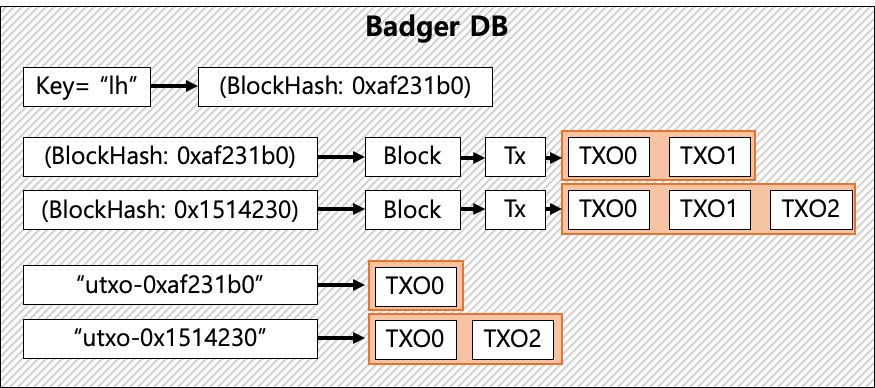 Badger DB
Key= “lh” (BlockHash: 0xaf231b0)
(BlockHash: 0xaf231b0) Block Tx TXO0 TXO1
(BlockHash: 0x1514230) Block Tx TXO0 TXO1 TXO2
“utxo-0xaf231b0” TXO0
“utxo-0x1514230” TXO0 TXO2